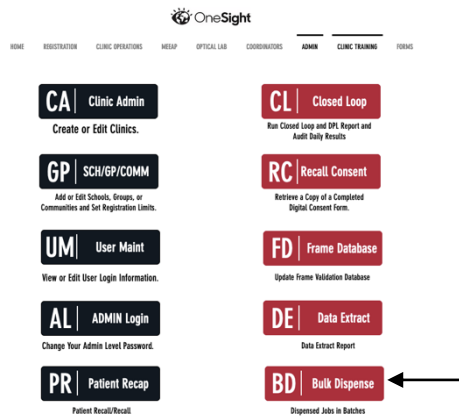 OneSight
HOME REGISTRATION CLINIC OPERATIONS MEEAP OPTICAL LAB COORDINATORS ADMIN CLINIC TRAINING FORMS
CA Clinic Admin
Create or Edit Clinics.
CL Closed Loop
Run Closed Loop and DPL Report and
Audit Daily Results
GP SCH/GP/COMM
Add or Edit Schools, Groups, or
Communities and Set Registration Limits.
RC Recall Consent
Retrieve a Copy of a Completed
Digital Consent Form.
UM User Maint
View or Edit User Login Information.
FD Frame Database
Update Frame Validation Database
AL ADMIN Login
Change Your Admin Level Password.
DE Data Extract
Data Extract Report
PR Patient Recap
Patient Recall/Recall
BD Bulk Dispense
Dispensed Jobs in Batches